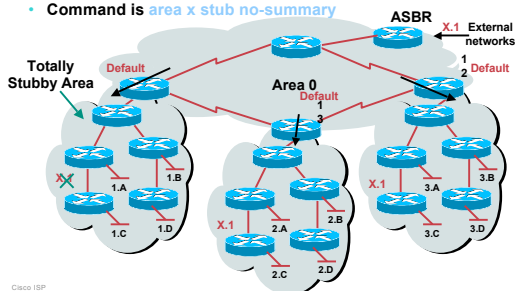 • Command is area x stub no-summary
ASBR
X.1 External networks
Totally Stubby Area
Default
Area 0
Default
1
3
1
2 Default
X.1
1.A
1.B
1.C
1.D
X.1
2.A
2.B
2.C
2.D
X.1
3.A
3.B
3.C
3.D
Cisco ISP